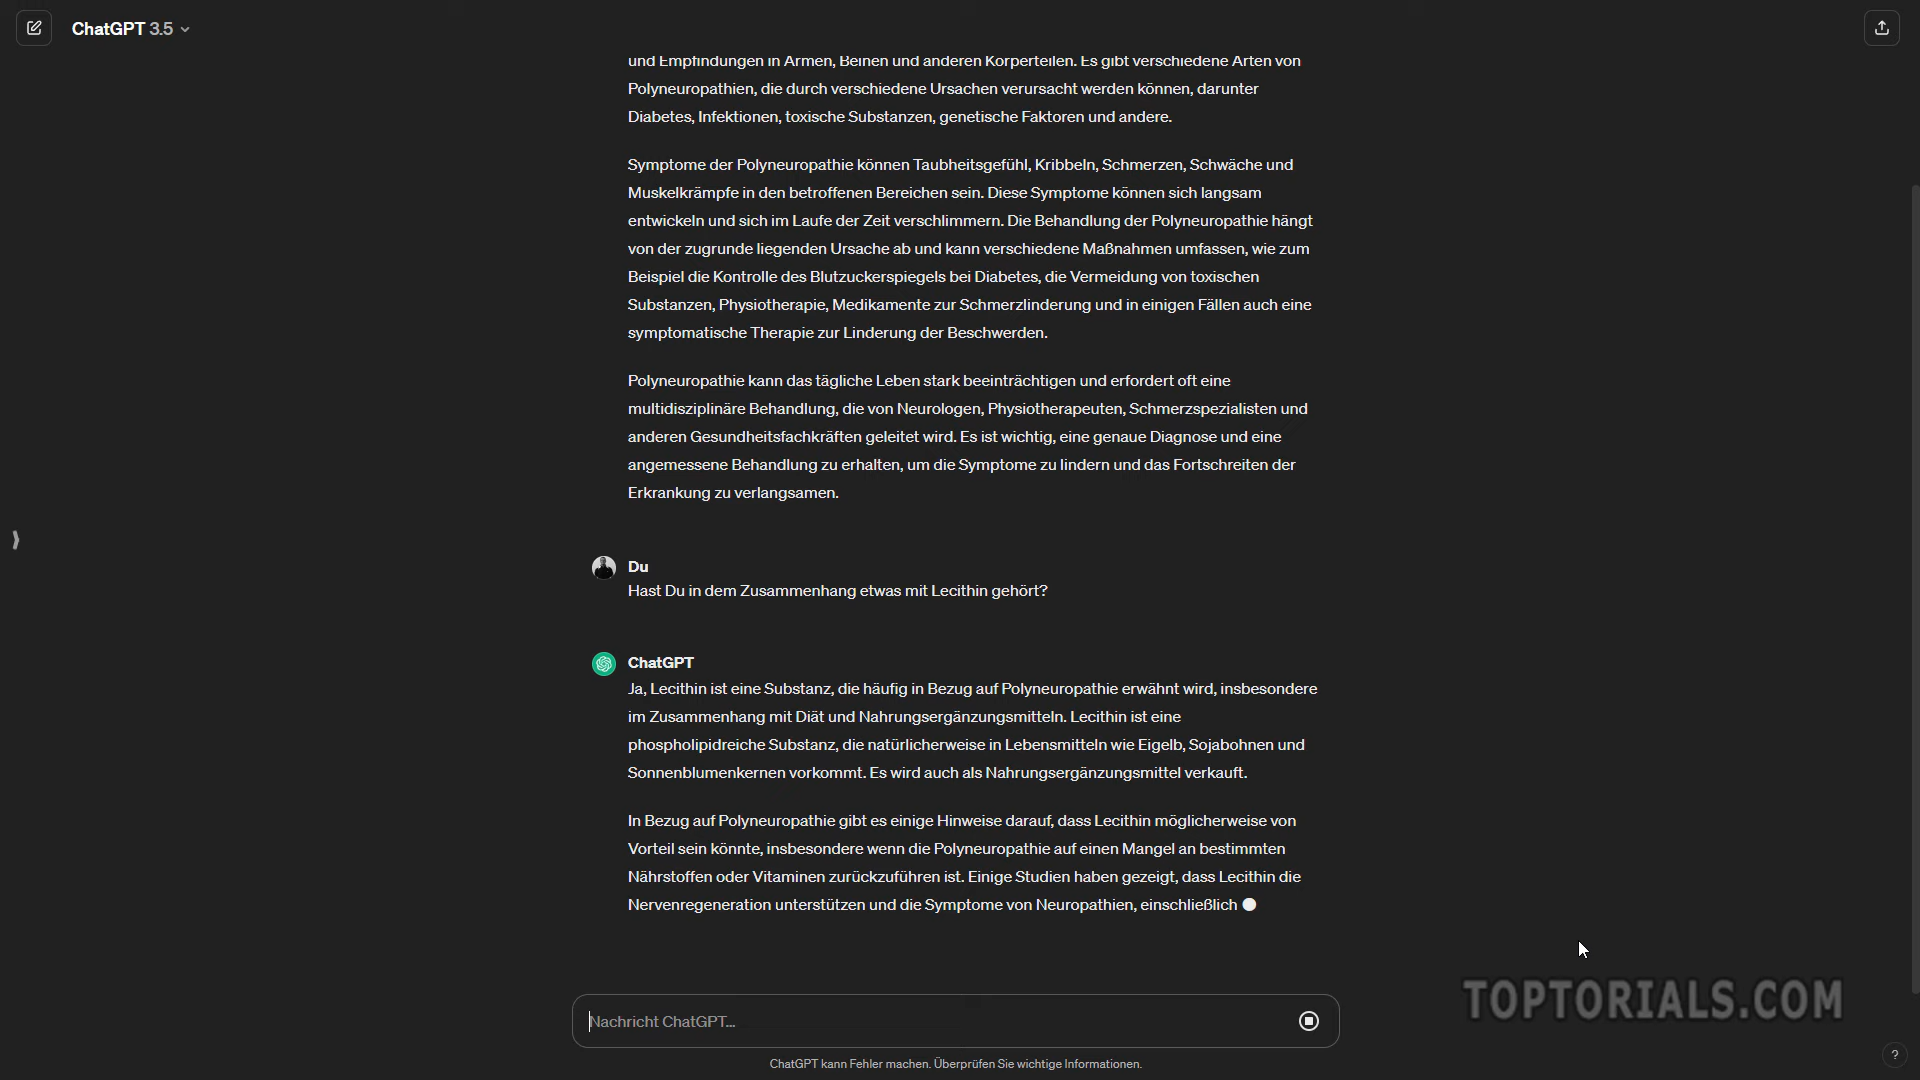 ChatGPT 3.5
und Empfindungen in Armen, Beinen und anderen Körperteilen. Es gibt verschiedene Arten von
Polyneuropathien, die durch verschiedene Ursachen verursacht werden können, darunter
Diabetes, Infektionen, toxische Substanzen, genetische Faktoren und andere.
Symptome der Polyneuropathie können Taubheitsgefühl, Kribbeln, Schmerzen, Schwäche und
Muskelkrämpfe in den betroffenen Bereichen sein. Diese Symptome können sich langsam
entwickeln und sich im Laufe der Zeit verschlimmern. Die Behandlung der Polyneuropathie hängt
von der zugrunde liegenden Ursache ab und kann verschiedene Maßnahmen umfassen, wie zum
Beispiel die Kontrolle des Blutzuckerspiegels bei Diabetes, die Vermeidung von toxischen
Substanzen, Physiotherapie, Medikamente zur Schmerzlinderung und in einigen Fällen auch eine
symptomatische Therapie zur Linderung der Beschwerden.
Polyneuropathie kann das tägliche Leben stark beeinträchtigen und erfordert oft eine
multidisziplinäre Behandlung, die von Neurologen, Physiotherapeuten, Schmerzspezialisten und
anderen Gesundheitsfachkräften geleitet wird. Es ist wichtig, eine genaue Diagnose und eine
angemessene Behandlung zu erhalten, um die Symptome zu lindern und das Fortschreiten der
Erkrankung zu verlangsamen.
Du
Hast Du in dem Zusammenhang etwas mit Lecithin gehört?
ChatGPT
Ja, Lecithin ist eine Substanz, die häufig in Bezug auf Polyneuropathie erwähnt wird, insbesondere
im Zusammenhang mit Diät und Nahrungsergänzungsmitteln. Lecithin ist eine
phospholipidreiche Substanz, die natürlicherweise in Lebensmitteln wie Eigelb, Sojabohnen und
Sonnenblumenkernen vorkommt. Es wird auch als Nahrungsergänzungsmittel verkauft.
In Bezug auf Polyneuropathie gibt es einige Hinweise darauf, dass Lecithin möglicherweise von
Vorteil sein könnte, insbesondere wenn die Polyneuropathie auf einen Mangel an bestimmten
Nährstoffen oder Vitaminen zurückzuführen ist. Einige Studien haben gezeigt, dass Lecithin die
Nervenregeneration unterstützen und die Symptome von Neuropathien, einschließlich
TOPTORIALS.COM
Nachricht ChatGPT...
ChatGPT kann Fehler machen. Überprüfen Sie wichtige Informationen.
?